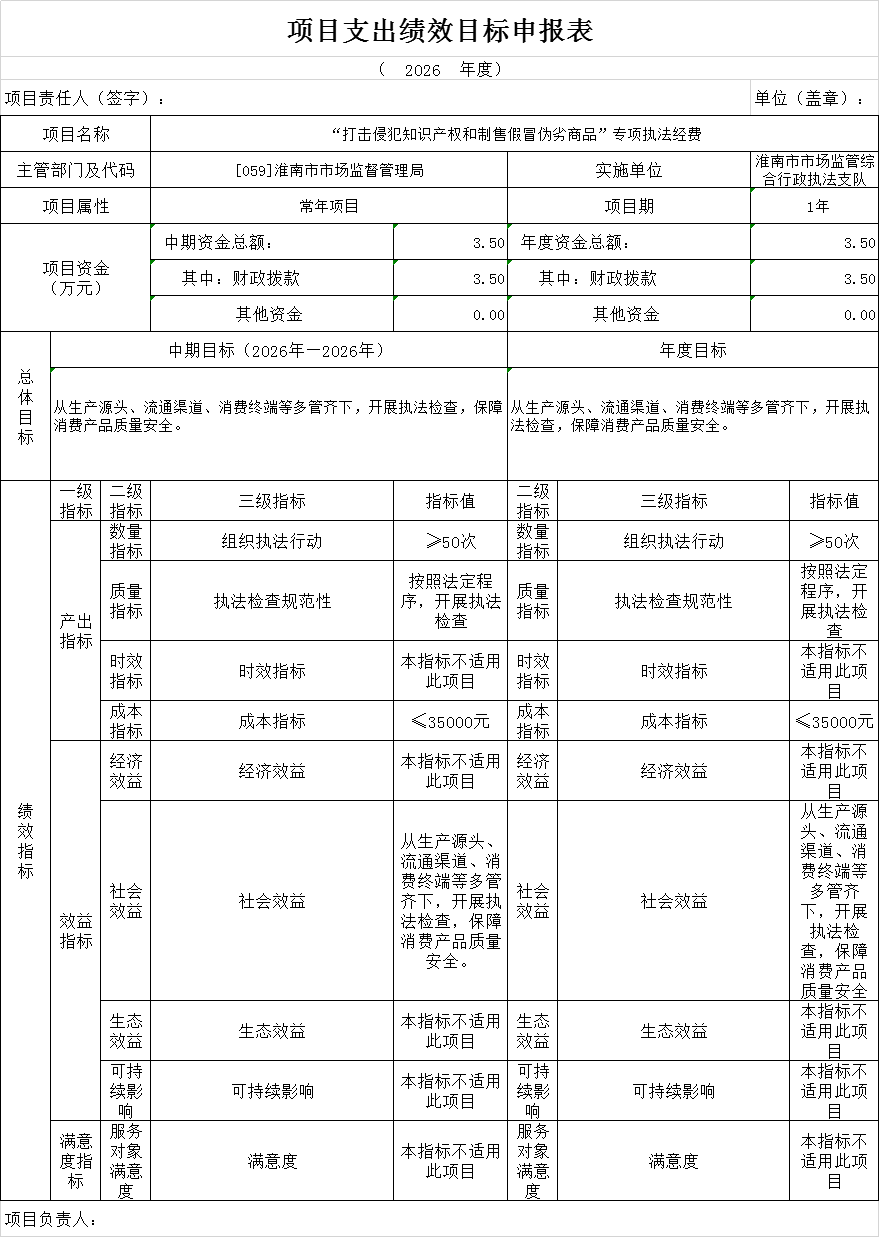 项目支出绩效目标申报表
（ 2026 年度）
项目责任人（签字）： 单位（盖章）：
项目名称 “打击侵犯知识产权和制售假冒伪劣商品”专项执法经费
主管部门及代码 [059]淮南市市场监督管理局 实施单位 淮南市市场监管综
合行政执法支队
项目属性 常年项目 项目期 1年
项目资金
（万元）
中期资金总额： 3.50 年度资金总额： 3.50
其中：财政拨款 3.50 其中：财政拨款 3.50
其他资金 0.00 其他资金 0.00
总
体
目
标
中期目标（2026年—2026年） 年度目标
从生产源头、流通渠道、消费终端等多管齐下，开展执法检查，保障
消费产品质量安全。
从生产源头、流通渠道、消费终端等多管齐下，开展执
法检查，保障消费产品质量安全。
绩
效
指
标
一级
指标
二级
指标
三级指标 指标值
二级
指标
三级指标 指标值
产出
指标
数量
指标
组织执法行动 ≥50次
数量
指标
组织执法行动 ≥50次
质量
指标
执法检查规范性
按照法定程
序，开展执法
检查
质量
指标
执法检查规范性
按照法定
程序，开
展执法检
查
时效
指标
时效指标
本指标不适用
此项目
时效
指标
时效指标
本指标不
适用此项
目
成本
指标
成本指标 ≤35000元
成本
指标
成本指标 ≤35000元
效益
指标
经济
效益
经济效益
本指标不适用
此项目
经济
效益
经济效益
本指标不
适用此项
目
社会
效益
社会效益
从生产源头、
流通渠道、消
费终端等多管
齐下，开展执
法检查，保障
消费产品质量
安全。
社会
效益
社会效益
从生产源
头、流通
渠道、消
费终端等
多管齐
下，开展
执法检
查，保障
消费产品
质量安全
生态
效益
生态效益
本指标不适用
此项目
生态
效益
生态效益
本指标不
适用此项
目
可持
续影
响
可持续影响
本指标不适用
此项目
可持
续影
响
可持续影响
本指标不
适用此项
目
满意
度指
标
服务
对象
满意
度
满意度
本指标不适用
此项目
服务
对象
满意
度
满意度
本指标不
适用此项
目
项目负责人：